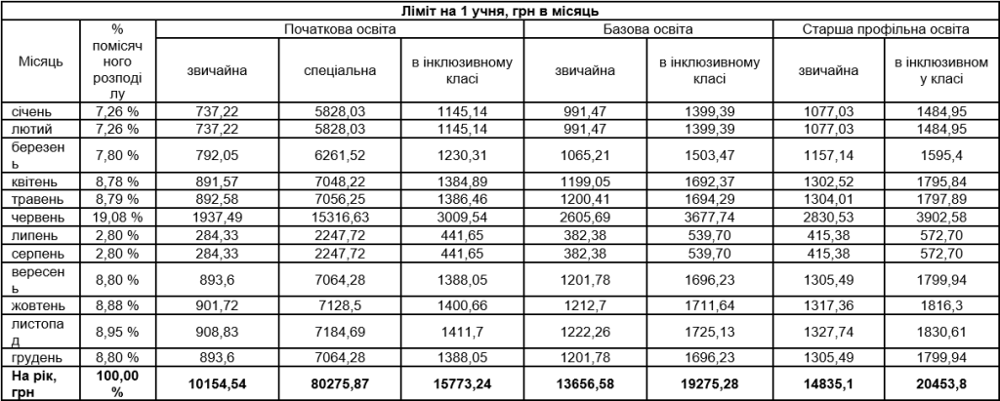 Ліміт на 1 учня, грн в місяць
Місяць % помісяч ного розподі лу Початкова освіта Базова освіта Старша профільна освіта
звичайна спеціальна в інклюзивному класі звичайна в інклюзивному класі звичайна в інклюзивном у класі
січень 7,26 % 737,22 5828,03 1145,14 991,47 1399,39 1077,03 1484,95
лютий 7,26 % 737,22 5828,03 1145,14 991,47 1399,39 1077,03 1484,95
березен ь 7,80 % 792,05 6261,52 1230,31 1065,21 1503,47 1157,14 1595,4
квітень 8,78 % 891,57 7048,22 1384,89 1199,05 1692,37 1302,52 1795,84
травень 8,79 % 892,58 7056,25 1386,46 1200,41 1694,29 1304,01 1797,89
червень 19,08 % 1937,49 15316,63 3009,54 2605,69 3677,74 2830,53 3902,58
липень 2,80 % 284,33 2247,72 441,65 382,38 539,70 415,38 572,70
серпень 2,80 % 284,33 2247,72 441,65 382,38 539,70 415,38 572,70
вересен ь 8,80 % 893,6 7064,28 1388,05 1201,78 1696,23 1305,49 1799,94
жовтень 8,88 % 901,72 7128,5 1400,66 1212,7 1711,64 1317,36 1816,3
листопа д 8,95 % 908,83 7184,69 1411,7 1222,26 1725,13 1327,74 1830,61
грудень 8,80 % 893,6 7064,28 1388,05 1201,78 1696,23 1305,49 1799,94
На рік, грн 100,00 % 10154,54 80275,87 15773,24 13656,58 19275,28 14835,1 20453,8